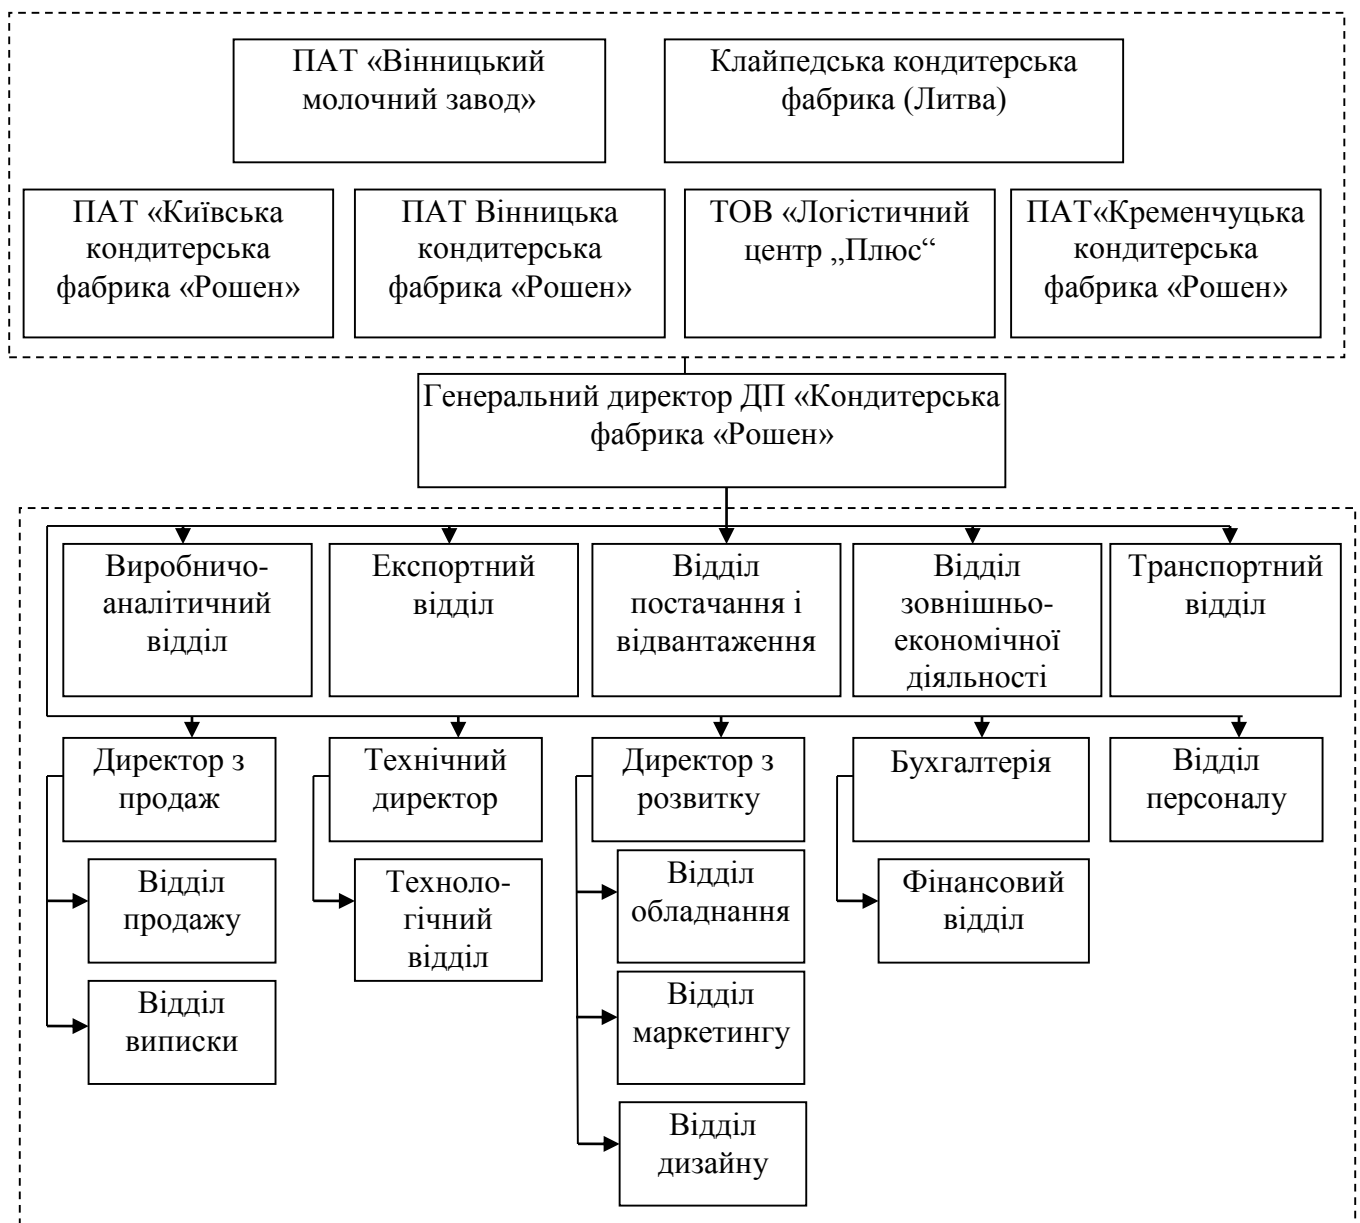 ПАТ «Вінницький
молочний завод»
Клайпедська кондитерська
фабрика (Литва)
ПАТ «Київська
кондитерська
фабрика «Рошен»
ПАТ Вінницька
кондитерська
фабрика «Рошен»
ТОВ «Логістичний
центр „Плюс“
ПАТ«Кременчуцька
кондитерська
фабрика «Рошен»
Генеральний директор ДП «Кондитерська
фабрика «Рошен»
Виробничо-
аналітичний
відділ
Експортний
відділ
Відділ
постачання і
відвантаження
Відділ
зовнішньо-
економічної
діяльності
Транспортний
відділ
Директор з
продаж
Технічний
директор
Директор з
розвитку
Бухгалтерія
Відділ
персоналу
Відділ
продажу
Техноло-
гічний
відділ
Відділ
обладнання
Фінансовий
відділ
Відділ
виписки
Відділ
маркетингу
Відділ
дизайну